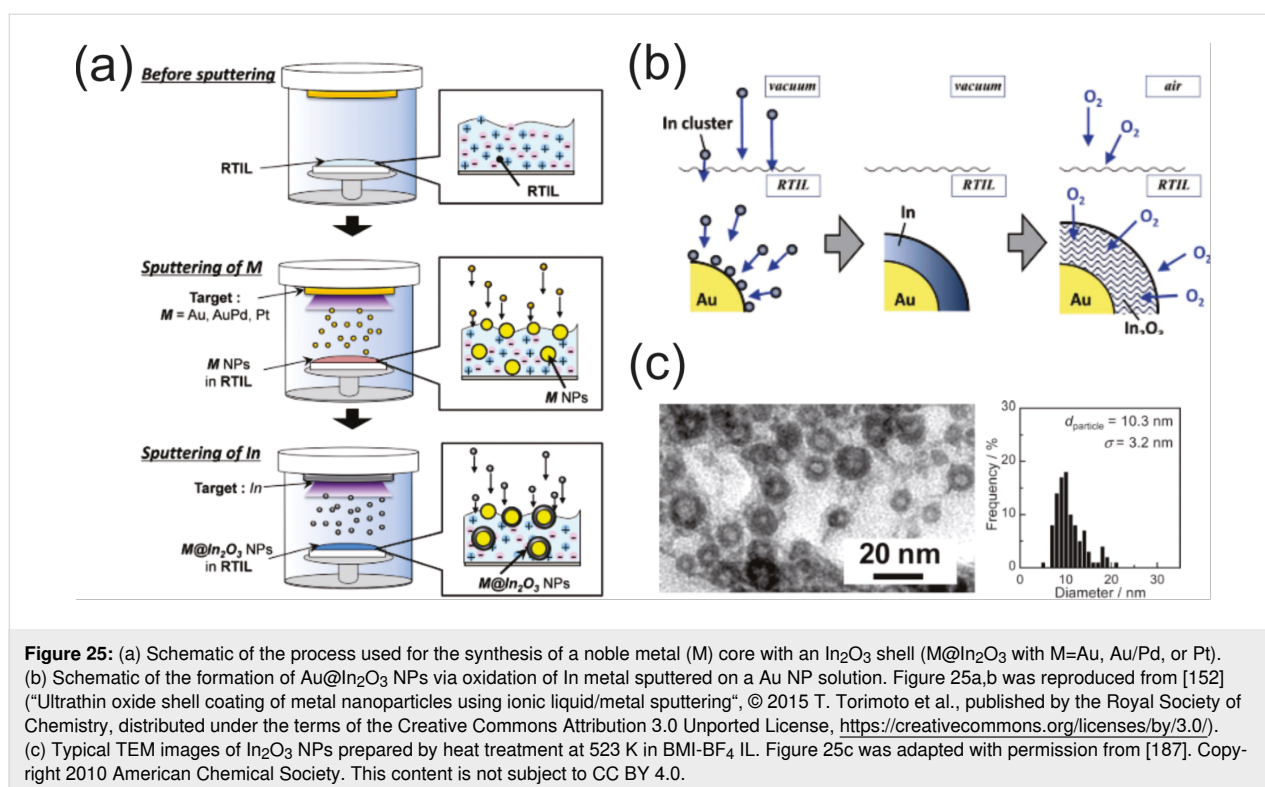 (a)
Before sputtering
RTIL
RTIL
Sputtering of M
Target :
M = Au, AuPd, Pt
M NPs
in RTIL
M NPs
Sputtering of In
Target : In
M@In₂O₃ NPs
in RTIL
M@In₂O₃ NPs
(b)
vacuum
vacuum
air
In cluster
O₂
O₂
RTIL
RTIL
RTIL
In
O₂
O₂
O₂
O₂
Au
Au
Au
In₂O₃
(c)
20 nm
30
20
10
0
Frequency / %
dparticle = 10.3 nm
σ = 3.2 nm
0 10 20 30
Diameter / nm
Figure 25: (a) Schematic of the process used for the synthesis of a noble metal (M) core with an In₂O₃ shell (M@In₂O₃ with M=Au, Au/Pd, or Pt).
(b) Schematic of the formation of Au@In₂O₃ NPs via oxidation of In metal sputtered on a Au NP solution. Figure 25a,b was reproduced from [152]
(“Ultrathin oxide shell coating of metal nanoparticles using ionic liquid/metal sputtering“, © 2015 T. Torimoto et al., published by the Royal Society of
Chemistry, distributed under the terms of the Creative Commons Attribution 3.0 Unported License, https://creativecommons.org/licenses/by/3.0/).
(c) Typical TEM images of In₂O₃ NPs prepared by heat treatment at 523 K in BMI-BF₄ IL. Figure 25c was adapted with permission from [187]. Copy-
right 2010 American Chemical Society. This content is not subject to CC BY 4.0.